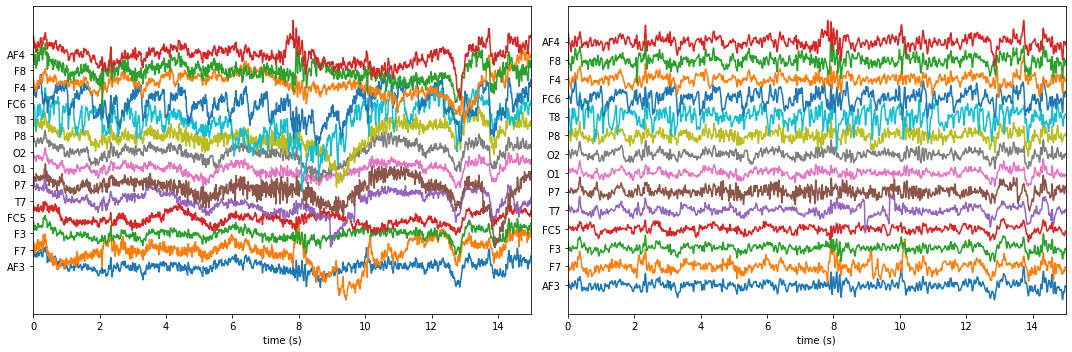 AF4
F8
F4
FC6
T8
P8
O2
O1
P7
T7
FC5
F3
F7
AF3
0 2 4 6 8 10 12 14
time (s)
AF4
F8
F4
FC6
T8
P8
O2
O1
P7
T7
FC5
F3
F7
AF3
0 2 4 6 8 10 12 14
time (s)